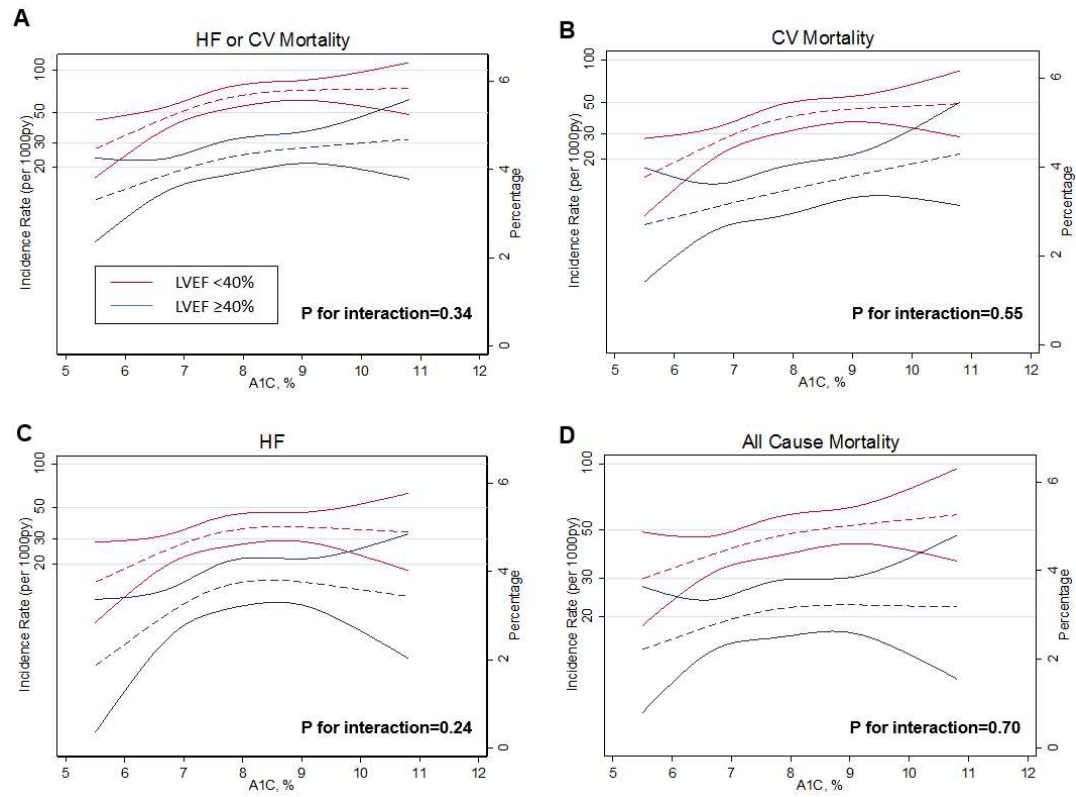 A
HF or CV Mortality
Incidence Rate (per 1000py)
100
50
30
20
6
4
2
0
Percentage
LVEF <40%
LVEF ≥40%
P for interaction=0.34
5 6 7 8 9 10 11 12
A1C, %
B
CV Mortality
Incidence Rate (per 1000py)
100
50
30
20
6
4
2
0
Percentage
P for interaction=0.55
5 6 7 8 9 10 11 12
A1C, %
C
HF
Incidence Rate (per 1000py)
100
50
30
20
6
4
2
0
Percentage
P for interaction=0.24
5 6 7 8 9 10 11 12
A1C, %
D
All Cause Mortality
Incidence Rate (per 1000py)
100
50
30
20
6
4
2
0
Percentage
P for interaction=0.70
5 6 7 8 9 10 11 12
A1C, %